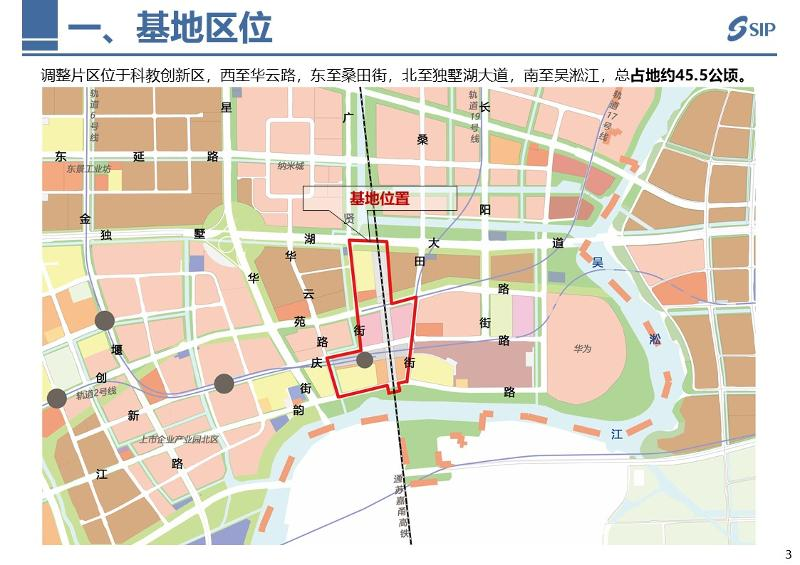 一、基地区位
SIP
调整片区位于科教创新区，西至华云路，东至桑田街，北至独墅湖大道，南至吴淞江，总占地约45.5公顷。
轨道6号线
星
广
轨道19号线
长
轨道17号线
桑
东 延 路
东景工业坊
纳米城
基地位置
贤
阳
金
独 墅 湖 大 道
田
吴
华
华
云
路
苑
街
街
路
淞
路
堰
庆
街
华为
创
轨道2号线
街
韵
路
新
江
上市企业产业园北区
路
江
通苏嘉甬高铁
3